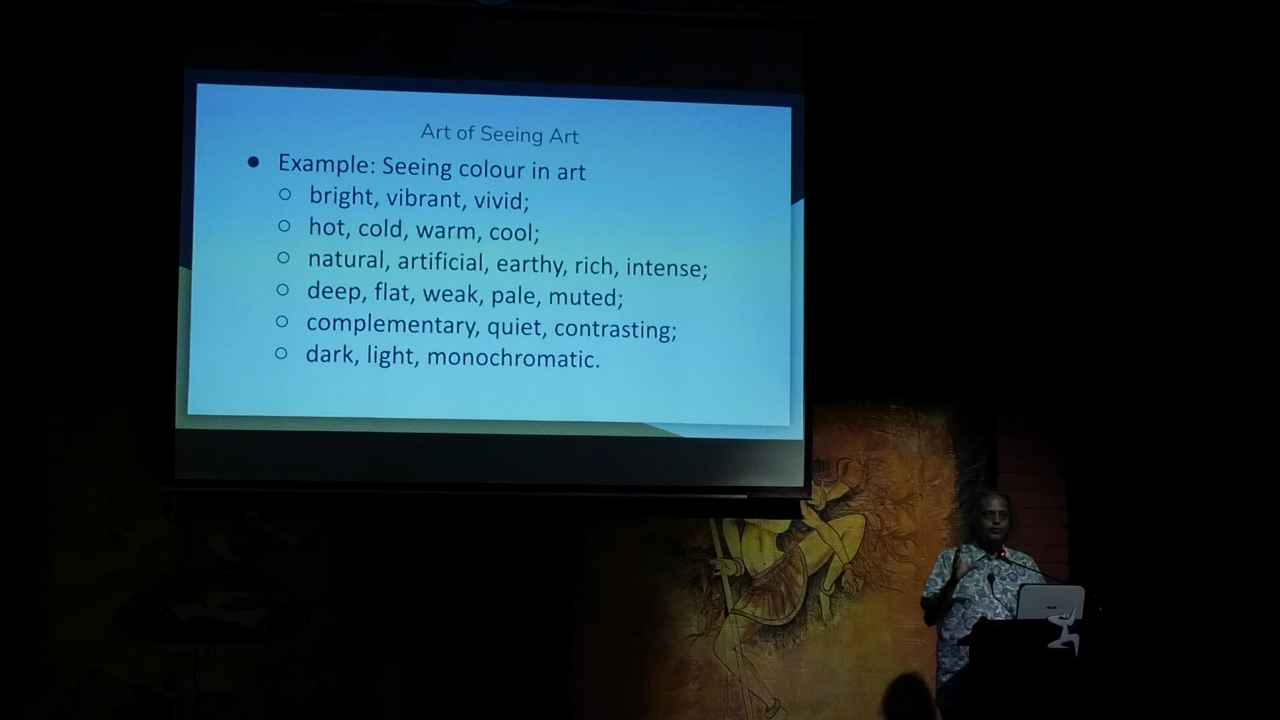 Art of Seeing Art
● Example: Seeing colour in art
○ bright, vibrant, vivid;
○ hot, cold, warm, cool;
○ natural, artificial, earthy, rich, intense;
○ deep, flat, weak, pale, muted;
○ complementary, quiet, contrasting;
○ dark, light, monochromatic.